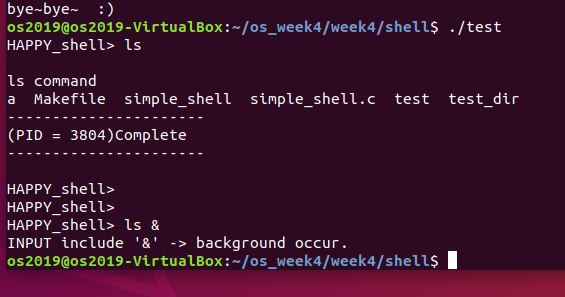 bye~bye~  :)
os2019@os2019-VirtualBox:~/os_week4/week4/shell$ ./test
HAPPY_shell> ls
ls command
a  Makefile  simple_shell  simple_shell.c  test  test_dir
----------------------
(PID = 3804)Complete
----------------------
HAPPY_shell>
HAPPY_shell>
HAPPY_shell> ls &
INPUT include '&' -> background occur.
os2019@os2019-VirtualBox:~/os_week4/week4/shell$